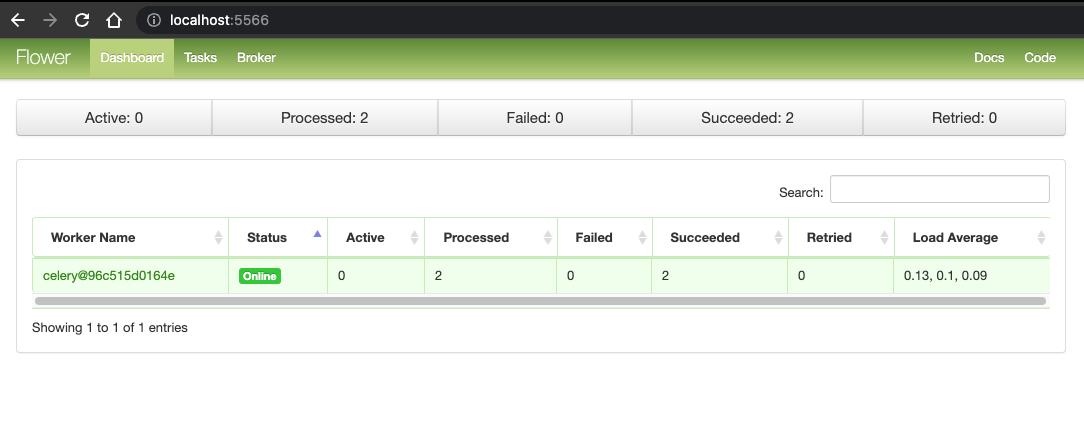 localhost:5566
Flower Dashboard Tasks Broker Docs Code
Active: 0 Processed: 2 Failed: 0 Succeeded: 2 Retried: 0
Search:
Worker Name Status Active Processed Failed Succeeded Retried Load Average
celery@96c515d0164e Online 0 2 0 2 0 0.13, 0.1, 0.09
Showing 1 to 1 of 1 entries